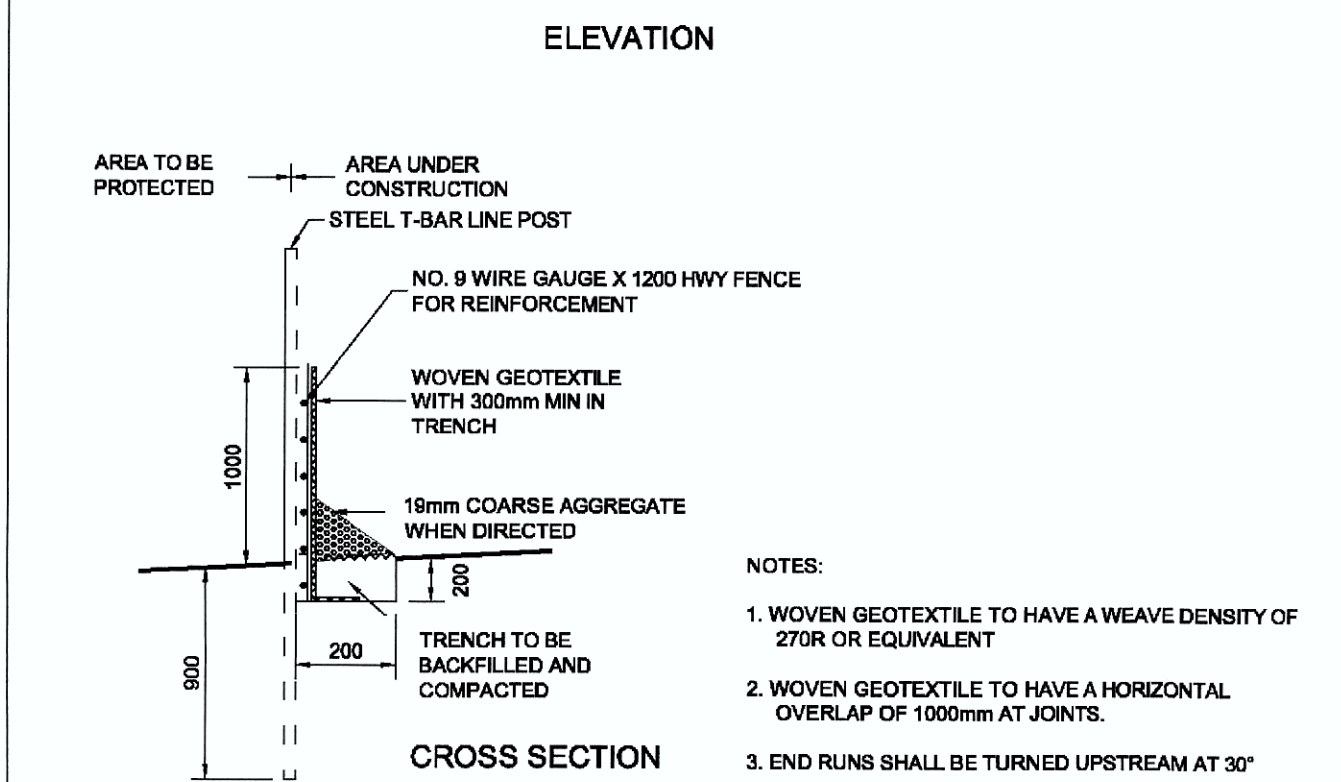 ELEVATION
AREA TO BE
PROTECTED
AREA UNDER
CONSTRUCTION
STEEL T-BAR LINE POST
NO. 9 WIRE GAUGE X 1200 HWY FENCE
FOR REINFORCEMENT
WOVEN GEOTEXTILE
WITH 300mm MIN IN
TRENCH
1000
19mm COARSE AGGREGATE
WHEN DIRECTED
200
TRENCH TO BE
BACKFILLED AND
COMPACTED
200
900
CROSS SECTION
NOTES:
1. WOVEN GEOTEXTILE TO HAVE A WEAVE DENSITY OF
270R OR EQUIVALENT
2. WOVEN GEOTEXTILE TO HAVE A HORIZONTAL
OVERLAP OF 1000mm AT JOINTS.
3. END RUNS SHALL BE TURNED UPSTREAM AT 30°